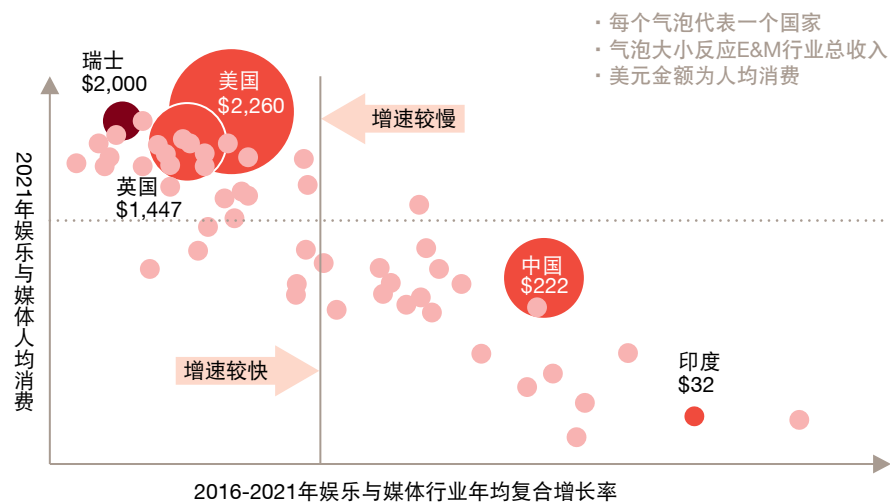 · 每个气泡代表一个国家
· 气泡大小反应E&M行业总收入
· 美元金额为人均消费
瑞士
$2,000
美国
$2,260
增速较慢
英国
$1,447
2021年娱乐与媒体人均消费
中国
$222
增速较快
印度
$32
2016-2021年娱乐与媒体行业年均复合增长率